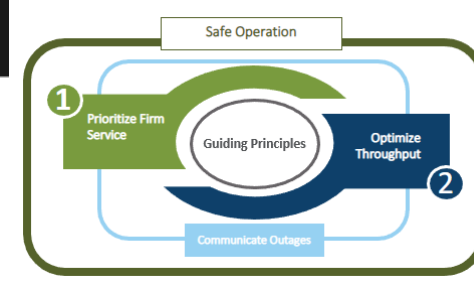 Safe Operation
1
Prioritize Firm
Service
Guiding Principles
Optimize
Throughput
2
Communicate Outages